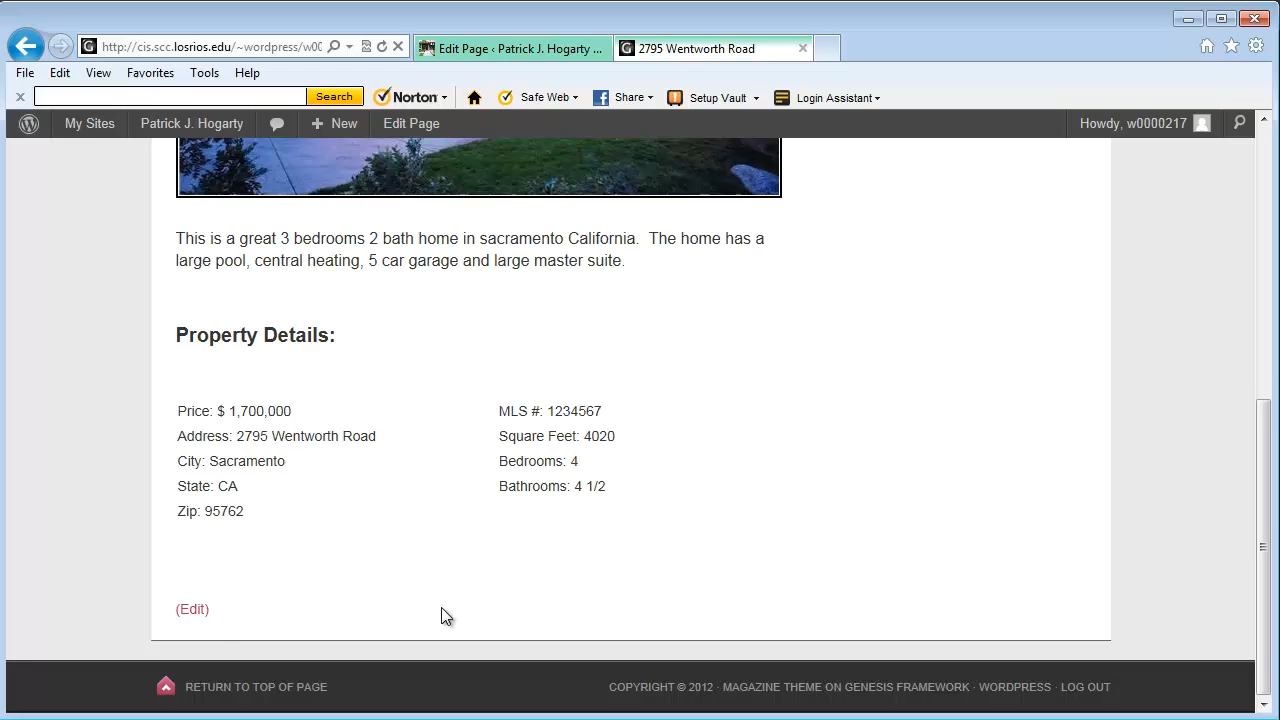 http://cis.scc.losrios.edu/~wordpress/w00
Edit Page ‹ Patrick J. Hogarty ...
2795 Wentworth Road
File Edit View Favorites Tools Help
Search Norton Safe Web Share Setup Vault Login Assistant
My Sites Patrick J. Hogarty + New Edit Page Howdy, w0000217
This is a great 3 bedrooms 2 bath home in sacramento California. The home has a
large pool, central heating, 5 car garage and large master suite.
Property Details:
Price: $ 1,700,000 MLS #: 1234567
Address: 2795 Wentworth Road Square Feet: 4020
City: Sacramento Bedrooms: 4
State: CA Bathrooms: 4 1/2
Zip: 95762
(Edit)
RETURN TO TOP OF PAGE COPYRIGHT © 2012 · MAGAZINE THEME ON GENESIS FRAMEWORK · WORDPRESS · LOG OUT